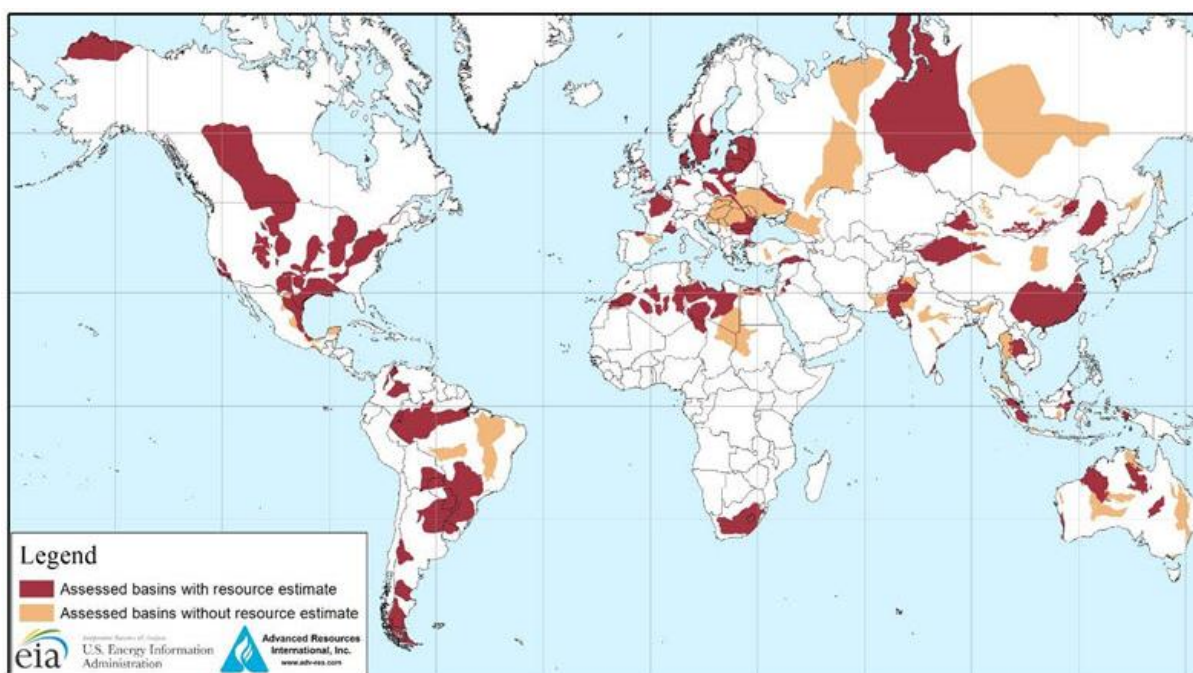 Legend
Assessed basins with resource estimate
Assessed basins without resource estimate
eia
U.S. Energy Information
Administration
Advanced Resources
International, Inc.
www.adv-res.com